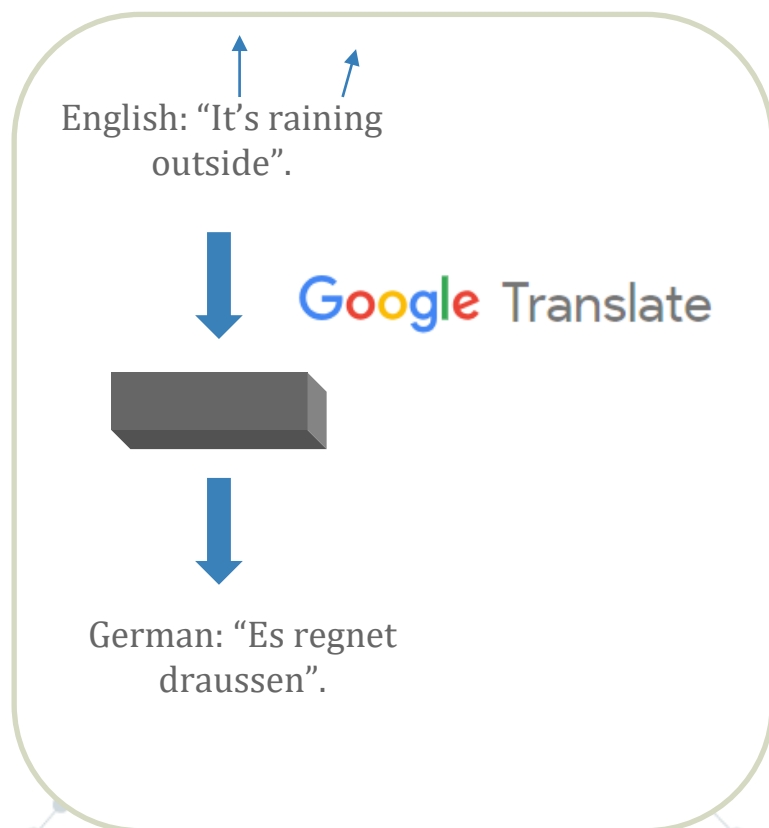 English: “It’s raining
outside”.
Google Translate
German: “Es regnet
draussen”.